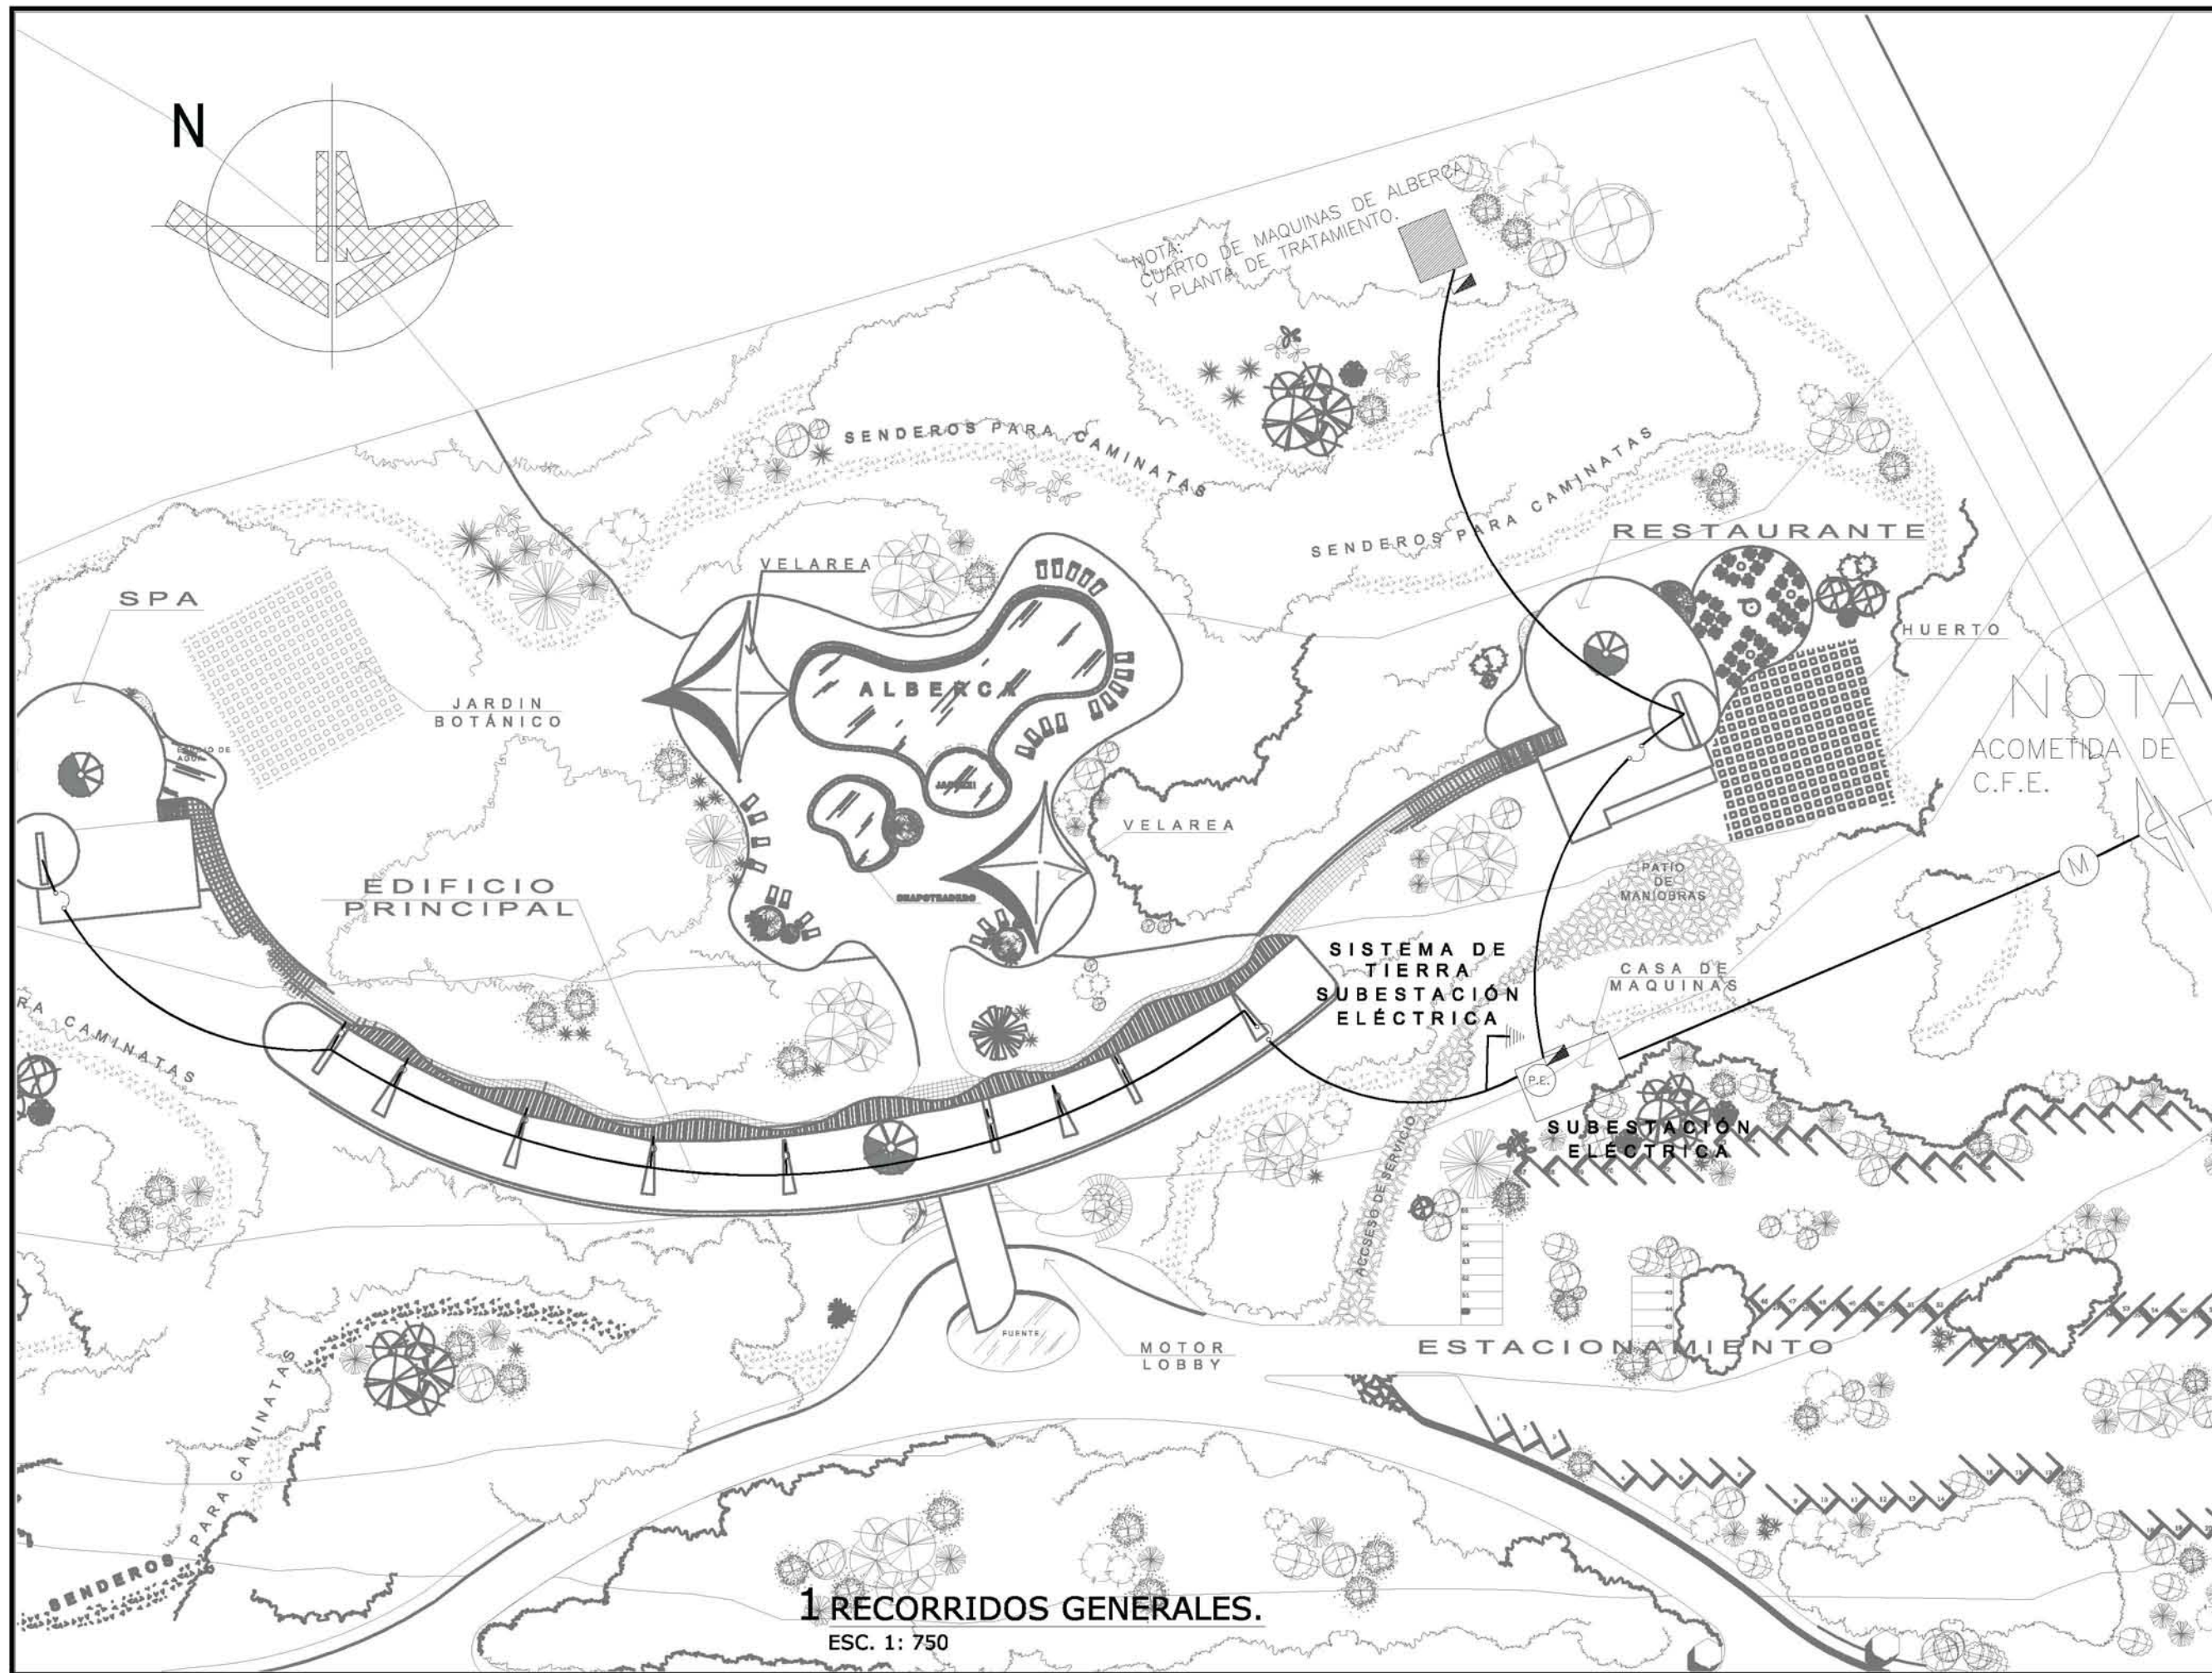 N
NOTA:
CUARTO DE MAQUINAS DE ALBERCA
Y PLANTA DE TRATAMIENTO.
SENDEROS PARA CAMINATAS
SENDEROS PARA CAMINATAS
RESTAURANTE
VELAREA
SPA
HUERTO
ALBERCA
JARDIN
BOTÁNICO
NOTA
ACOMETIDA DE
C.F.E.
VELAREA
M
EDIFICIO
PRINCIPAL
CHAPOTEADERO
PATIO
DE
MANIOBRAS
SISTEMA DE
TIERRA
SUBESTACIÓN
ELÉCTRICA
CASA DE
MAQUINAS
RA CAMINATAS
P.E.
SUBESTACIÓN
ELÉCTRICA
ACCSESO DE SERVICIO
FUENTE
MOTOR
LOBBY
ESTACIONAMIENTO
SENDEROS PARA CAMINATAS
1 RECORRIDOS GENERALES.
ESC. 1: 750